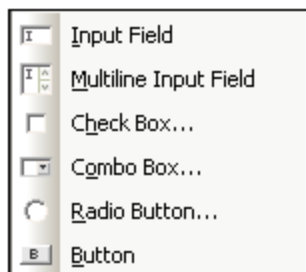 Input Field
Multiline Input Field
Check Box...
Combo Box...
Radio Button...
B Button